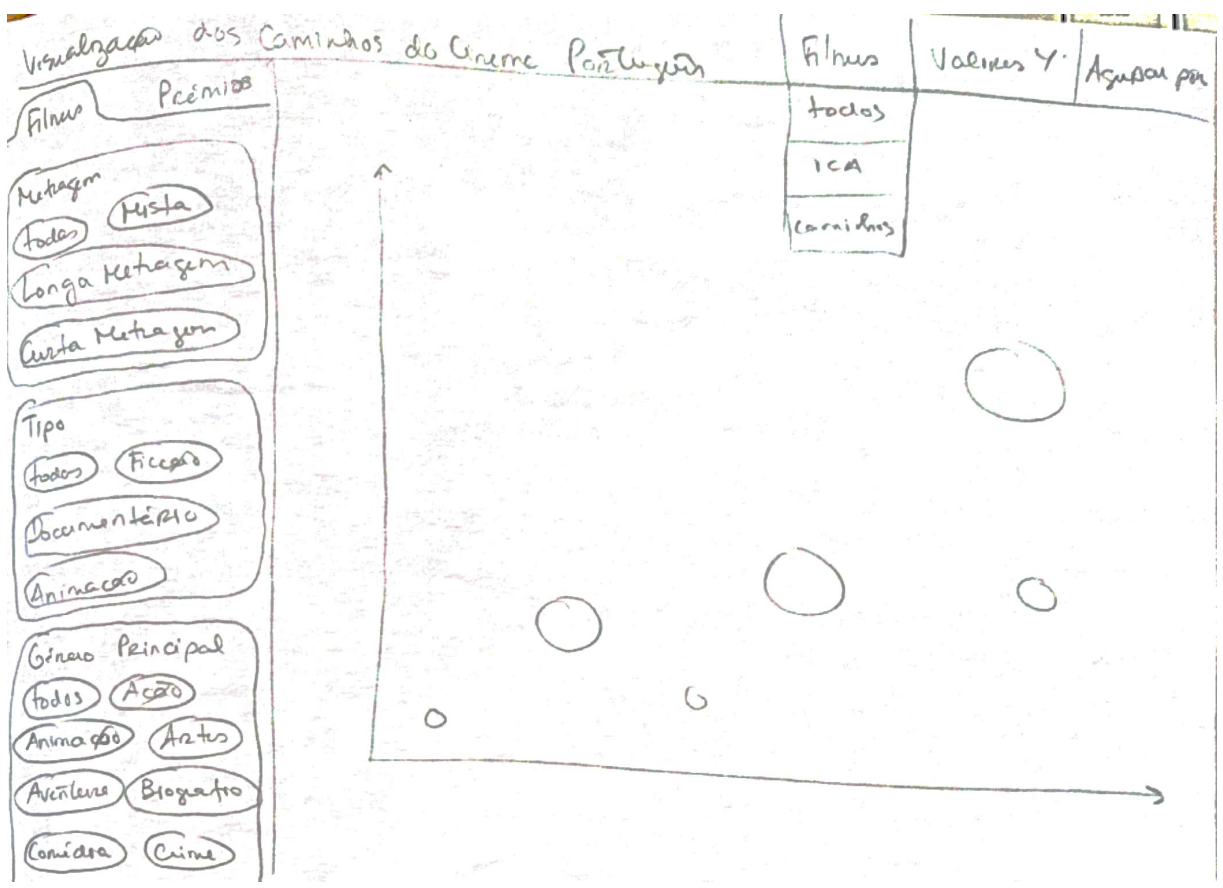 Visualização dos Caminhos do Cinema Português
Filmes
Valores Y
Agrupar por
todos
ICA
Caminhos
Filmes
Prémios
Metragem
todas
Mista
Longa Metragem
Curta Metragem
Tipo
todos
Ficção
Documentário
Animação
Género Principal
todos
Ação
Animação
Artes
Aventura
Biografia
Comédia
Crime